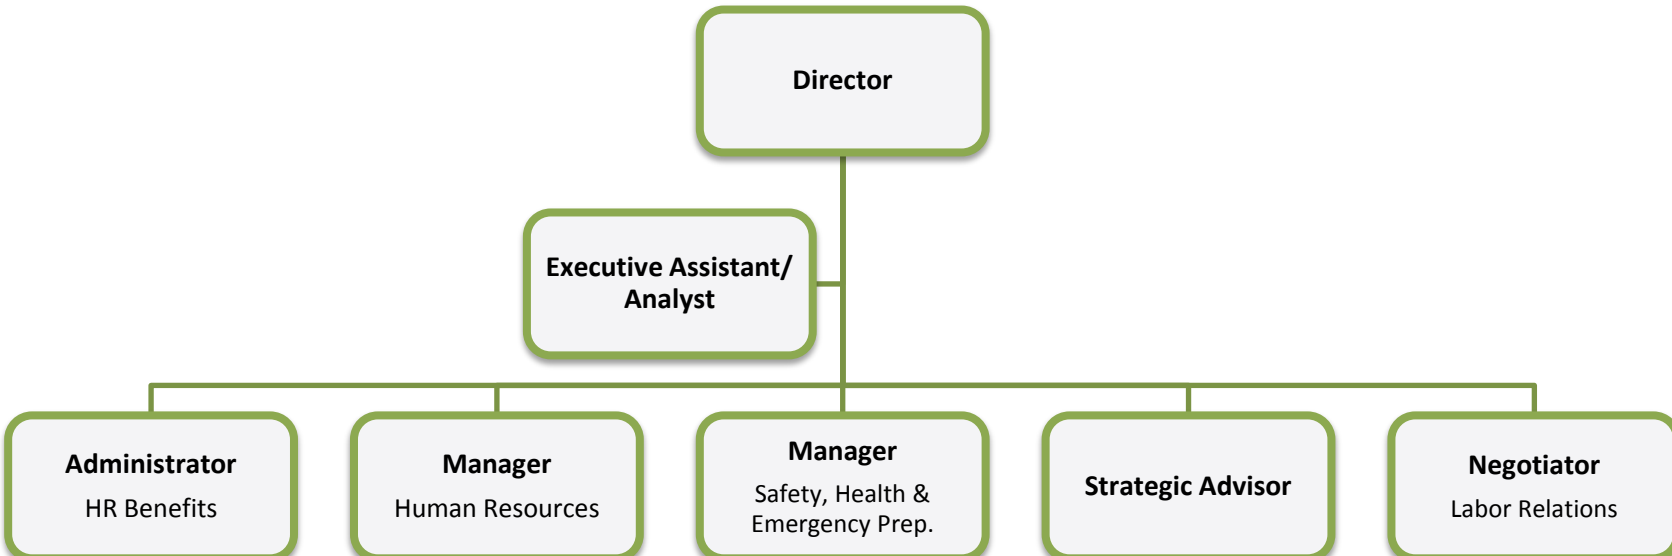 Director
Executive Assistant/
Analyst
Administrator
HR Benefits
Manager
Human Resources
Manager
Safety, Health &
Emergency Prep.
Strategic Advisor
Negotiator
Labor Relations